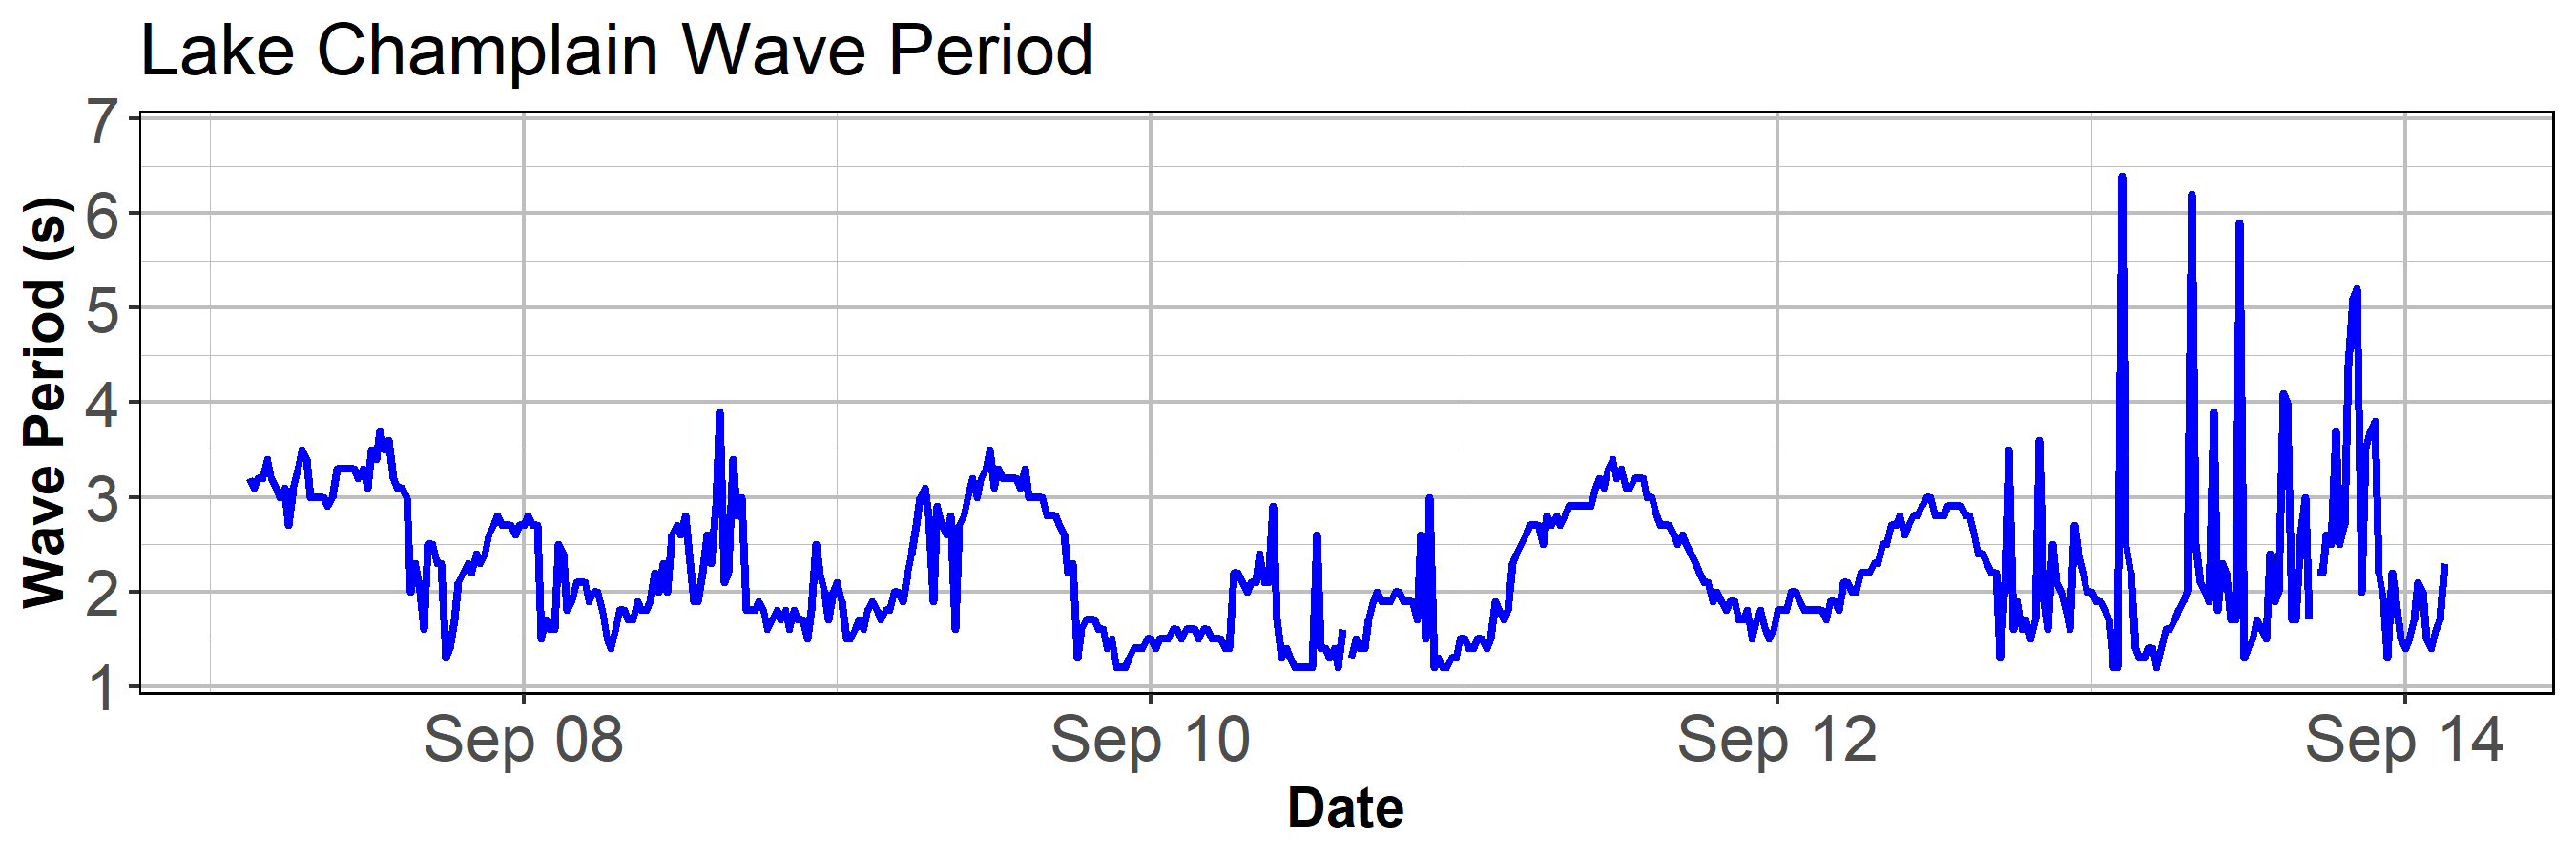 Lake Champlain Wave Period
Wave Period (s)
7
6
5
4
3
2
1
Sep 08
Sep 10
Sep 12
Sep 14
Date